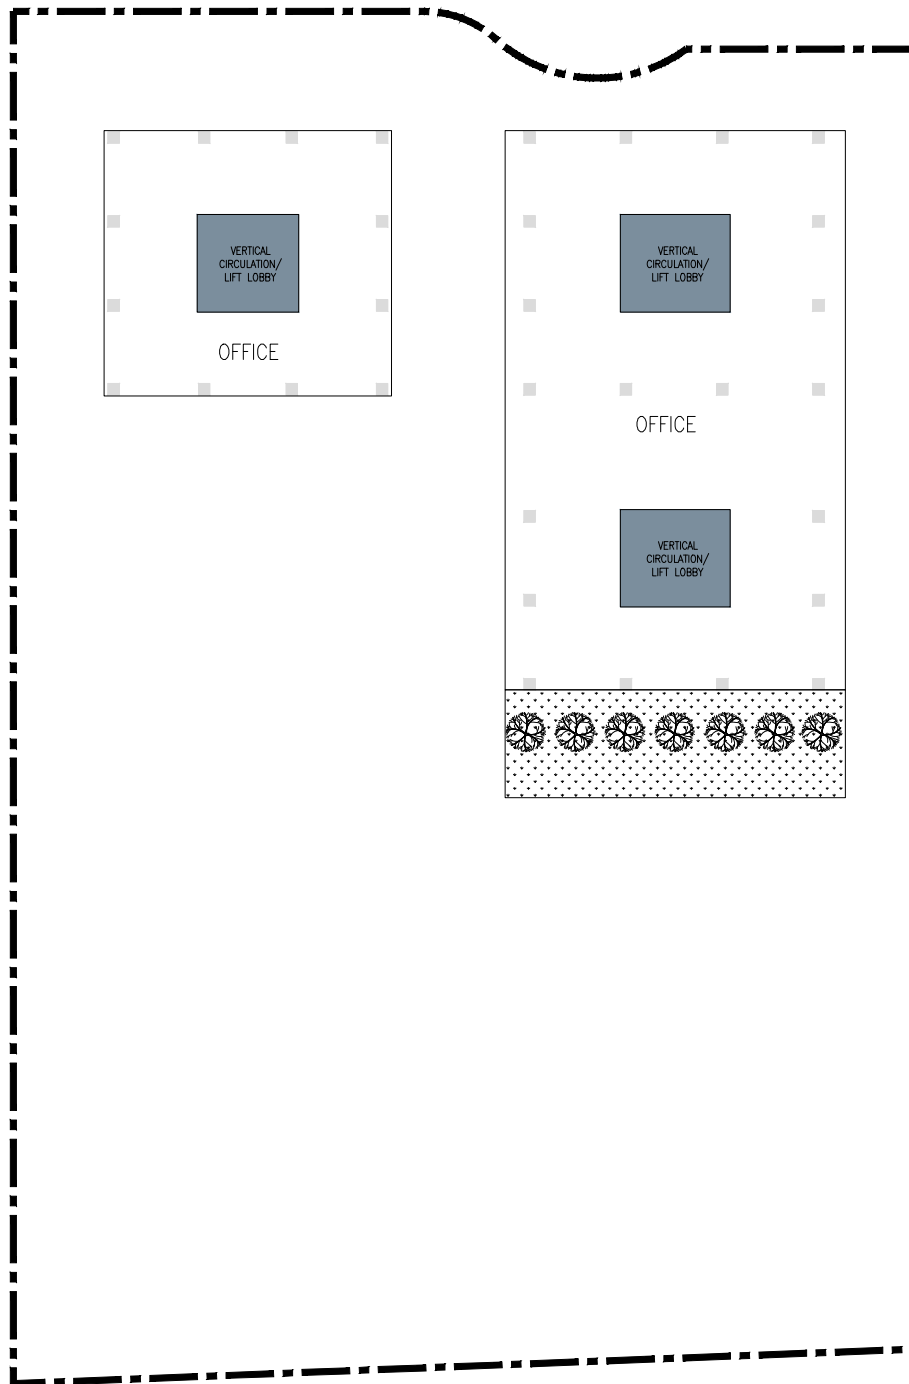 VERTICAL
CIRCULATION/
LIFT LOBBY
OFFICE
VERTICAL
CIRCULATION/
LIFT LOBBY
OFFICE
VERTICAL
CIRCULATION/
LIFT LOBBY